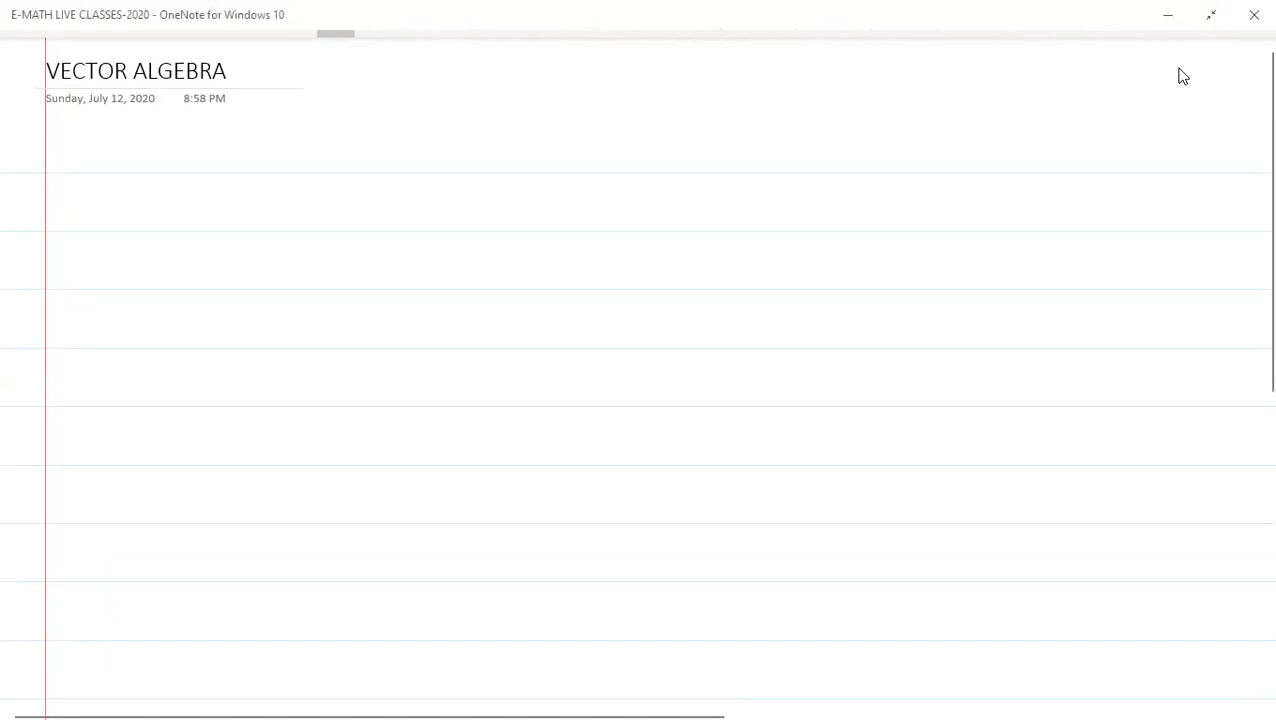 E-MATH LIVE CLASSES-2020 - OneNote for Windows 10
VECTOR ALGEBRA
Sunday, July 12, 2020 8:58 PM